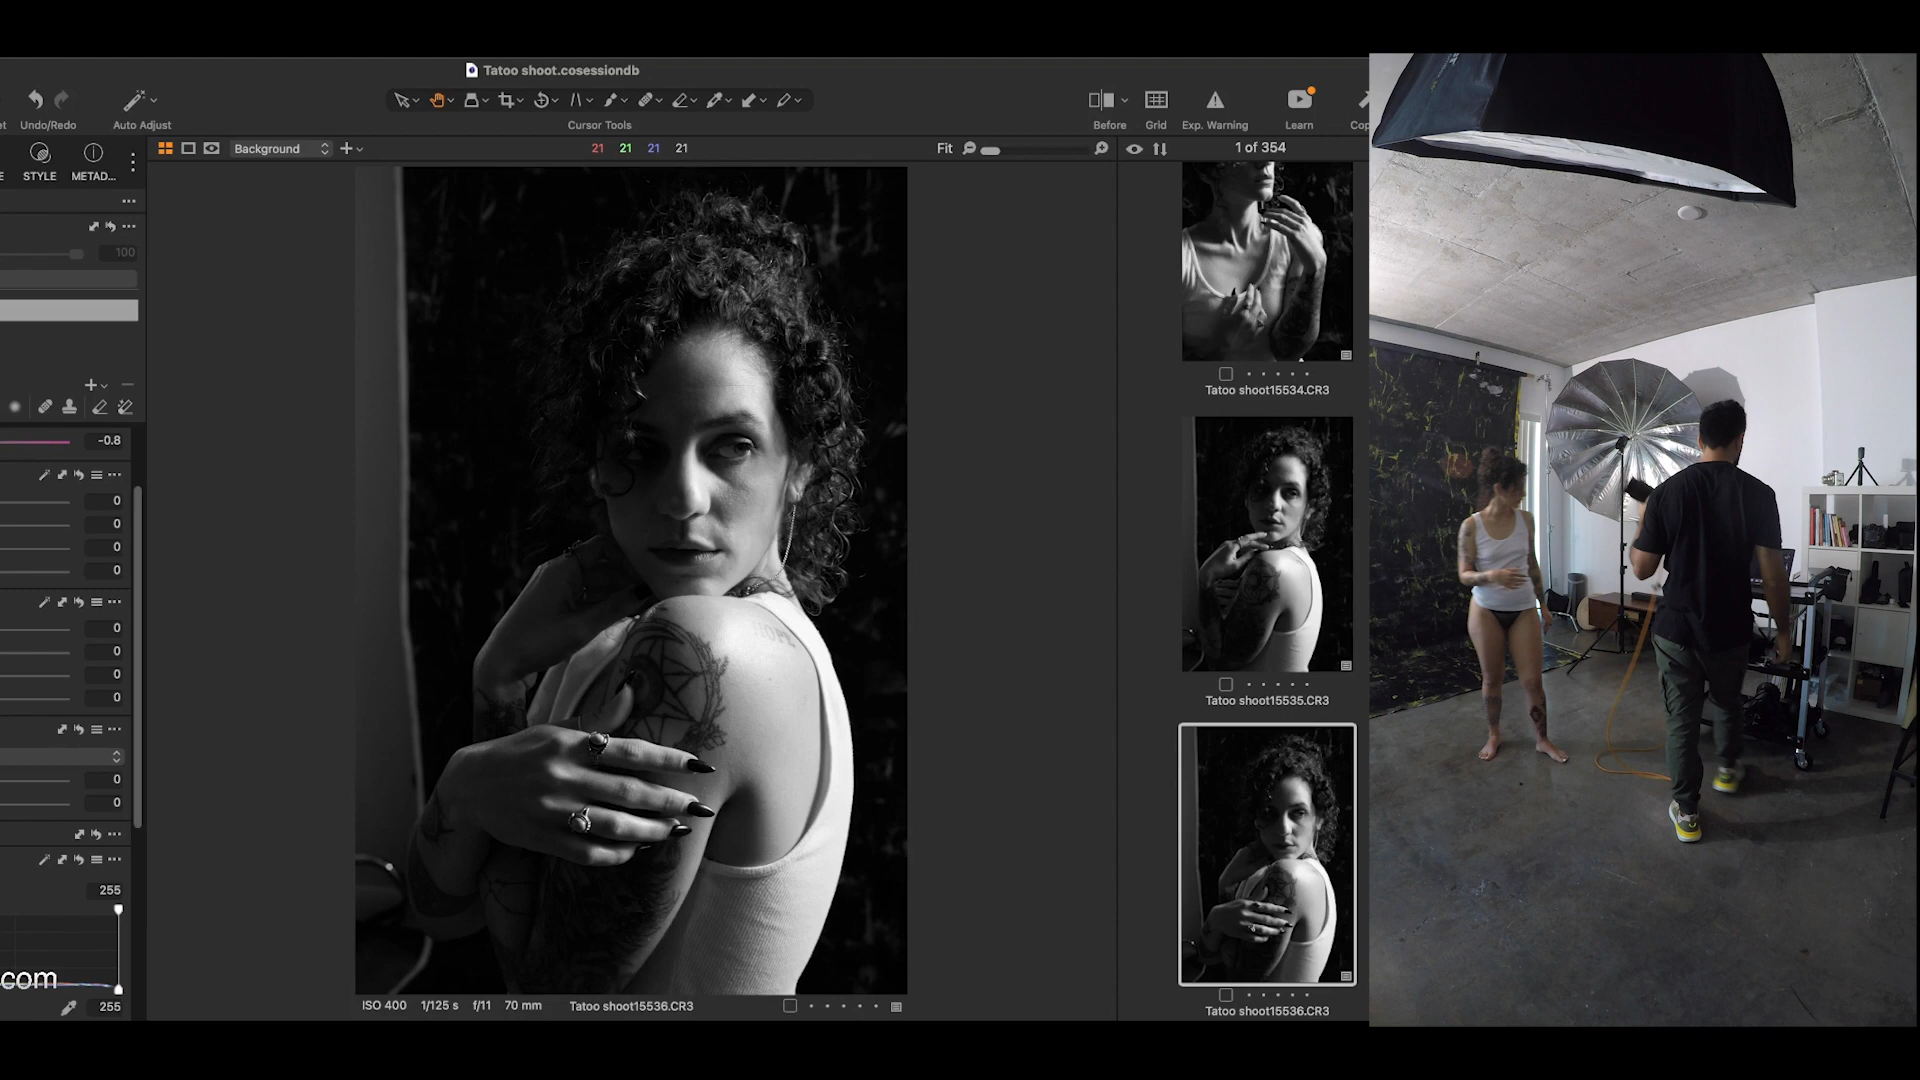 Tatoo shoot.cosessiondb
Undo/Redo
Auto Adjust
Cursor Tools
Before
Grid
Exp. Warning
Learn
Cop
STYLE
METAD...
Background
21 21 21 21
Fit
1 of 354
100
-0.8
0
0
0
0
0
0
0
0
0
0
255
com
255
HOPE
ISO 400 1/125 s f/11 70 mm Tatoo shoot15536.CR3
Tatoo shoot15534.CR3
Tatoo shoot15535.CR3
Tatoo shoot15536.CR3